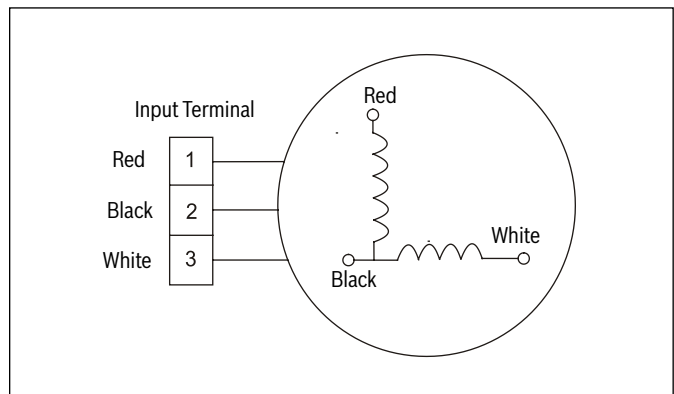 Input Terminal
Red 1
Black 2
White 3
Red
White
Black